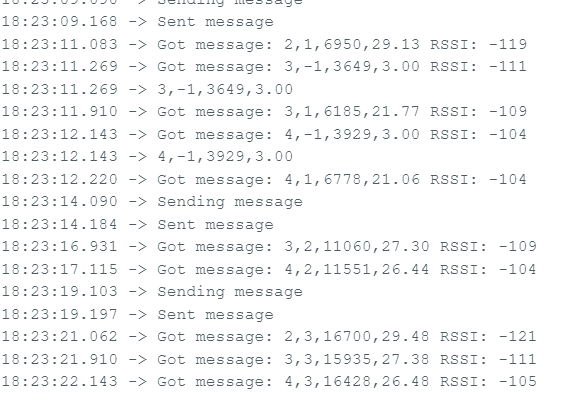 18:23:09.090 -> Sending message
18:23:09.168 -> Sent message
18:23:11.083 -> Got message: 2,1,6950,29.13 RSSI: -119
18:23:11.269 -> Got message: 3,-1,3649,3.00 RSSI: -111
18:23:11.269 -> 3,-1,3649,3.00
18:23:11.910 -> Got message: 3,1,6185,21.77 RSSI: -109
18:23:12.143 -> Got message: 4,-1,3929,3.00 RSSI: -104
18:23:12.143 -> 4,-1,3929,3.00
18:23:12.220 -> Got message: 4,1,6778,21.06 RSSI: -104
18:23:14.090 -> Sending message
18:23:14.184 -> Sent message
18:23:16.931 -> Got message: 3,2,11060,27.30 RSSI: -109
18:23:17.115 -> Got message: 4,2,11551,26.44 RSSI: -104
18:23:19.103 -> Sending message
18:23:19.197 -> Sent message
18:23:21.062 -> Got message: 2,3,16700,29.48 RSSI: -121
18:23:21.910 -> Got message: 3,3,15935,27.38 RSSI: -111
18:23:22.143 -> Got message: 4,3,16428,26.48 RSSI: -105